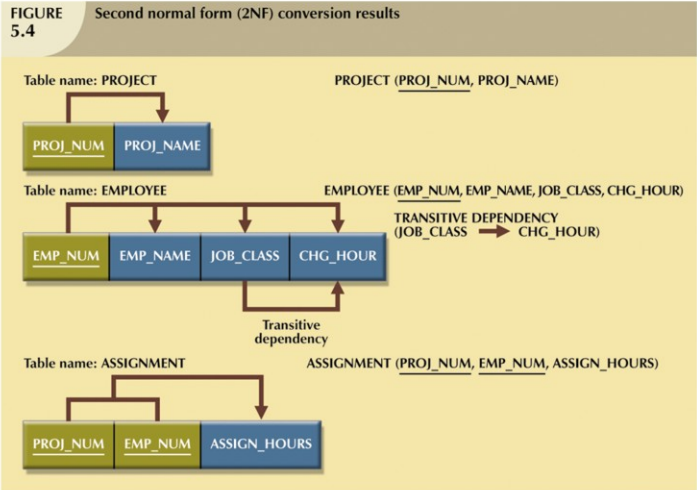 FIGURE 5.4
Second normal form (2NF) conversion results
Table name: PROJECT
PROJECT (PROJ_NUM, PROJ_NAME)
PROJ_NUM PROJ_NAME
Table name: EMPLOYEE
EMPLOYEE (EMP_NUM, EMP_NAME, JOB_CLASS, CHG_HOUR)
TRANSITIVE DEPENDENCY
(JOB_CLASS → CHG_HOUR)
EMP_NUM EMP_NAME JOB_CLASS CHG_HOUR
Transitive
dependency
Table name: ASSIGNMENT
ASSIGNMENT (PROJ_NUM, EMP_NUM, ASSIGN_HOURS)
PROJ_NUM EMP_NUM ASSIGN_HOURS